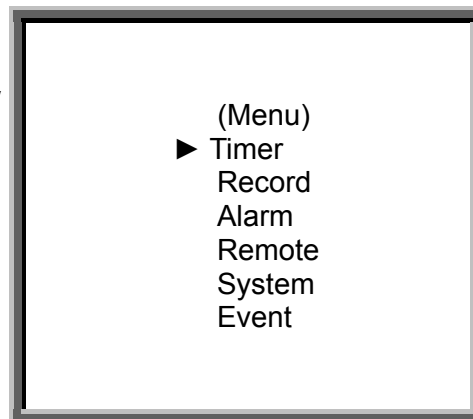 (Menu)
► Timer
Record
Alarm
Remote
System
Event